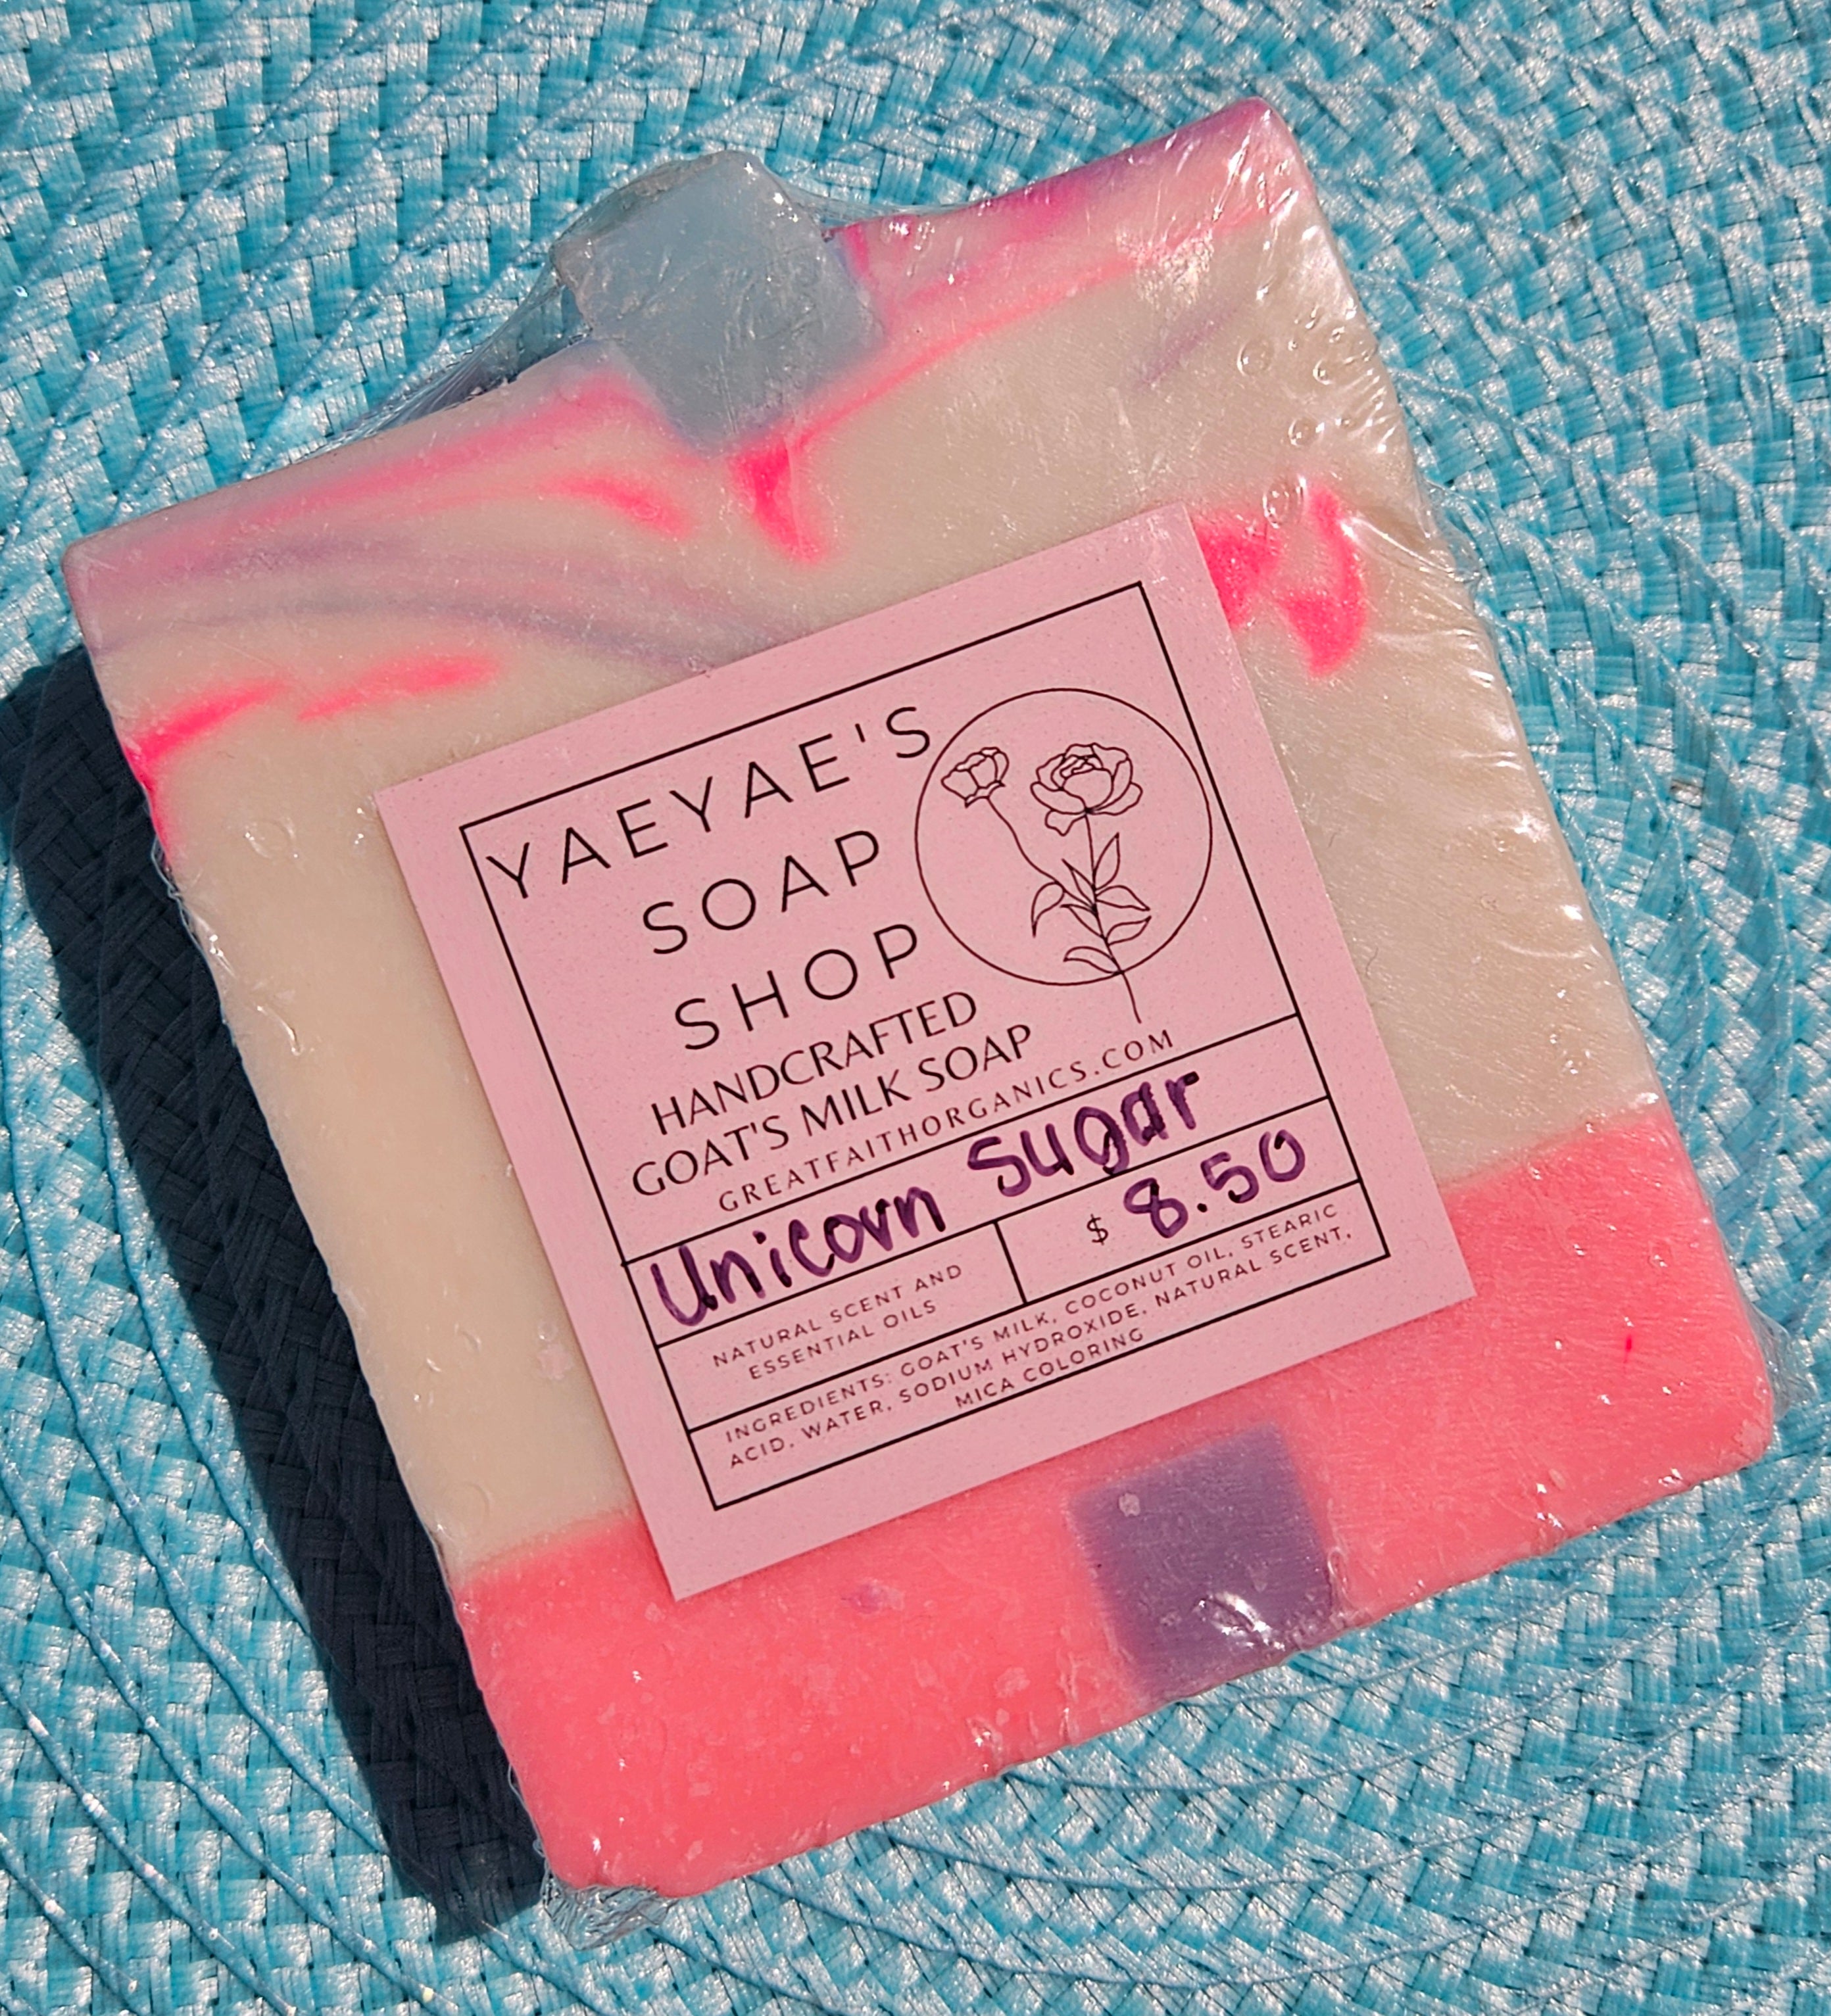 YAEYAE'S
SOAP
SHOP
HANDCRAFTED
GOAT'S MILK SOAP
GREATFAITHORGANICS.COM
Unicorn Sugar
NATURAL SCENT AND
ESSENTIAL OILS
$ 8.50
INGREDIENTS: GOAT'S MILK, COCONUT OIL, STEARIC
ACID, WATER, SODIUM HYDROXIDE, NATURAL SCENT,
MICA COLORING